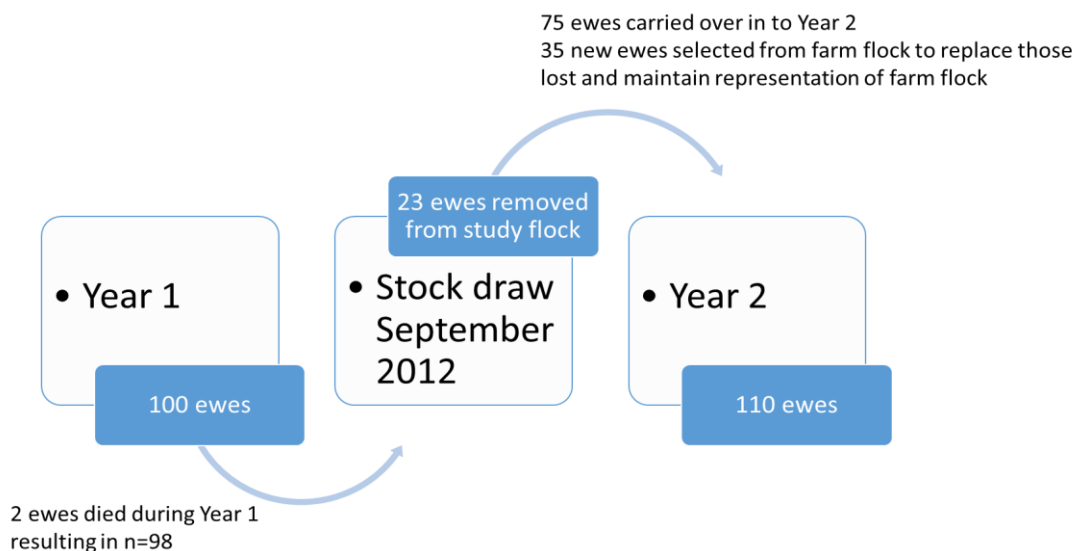 75 ewes carried over in to Year 2
35 new ewes selected from farm flock to replace those
lost and maintain representation of farm flock
23 ewes removed
from study flock
• Year 1
• Stock draw
September
2012
• Year 2
100 ewes
110 ewes
2 ewes died during Year 1
resulting in n=98